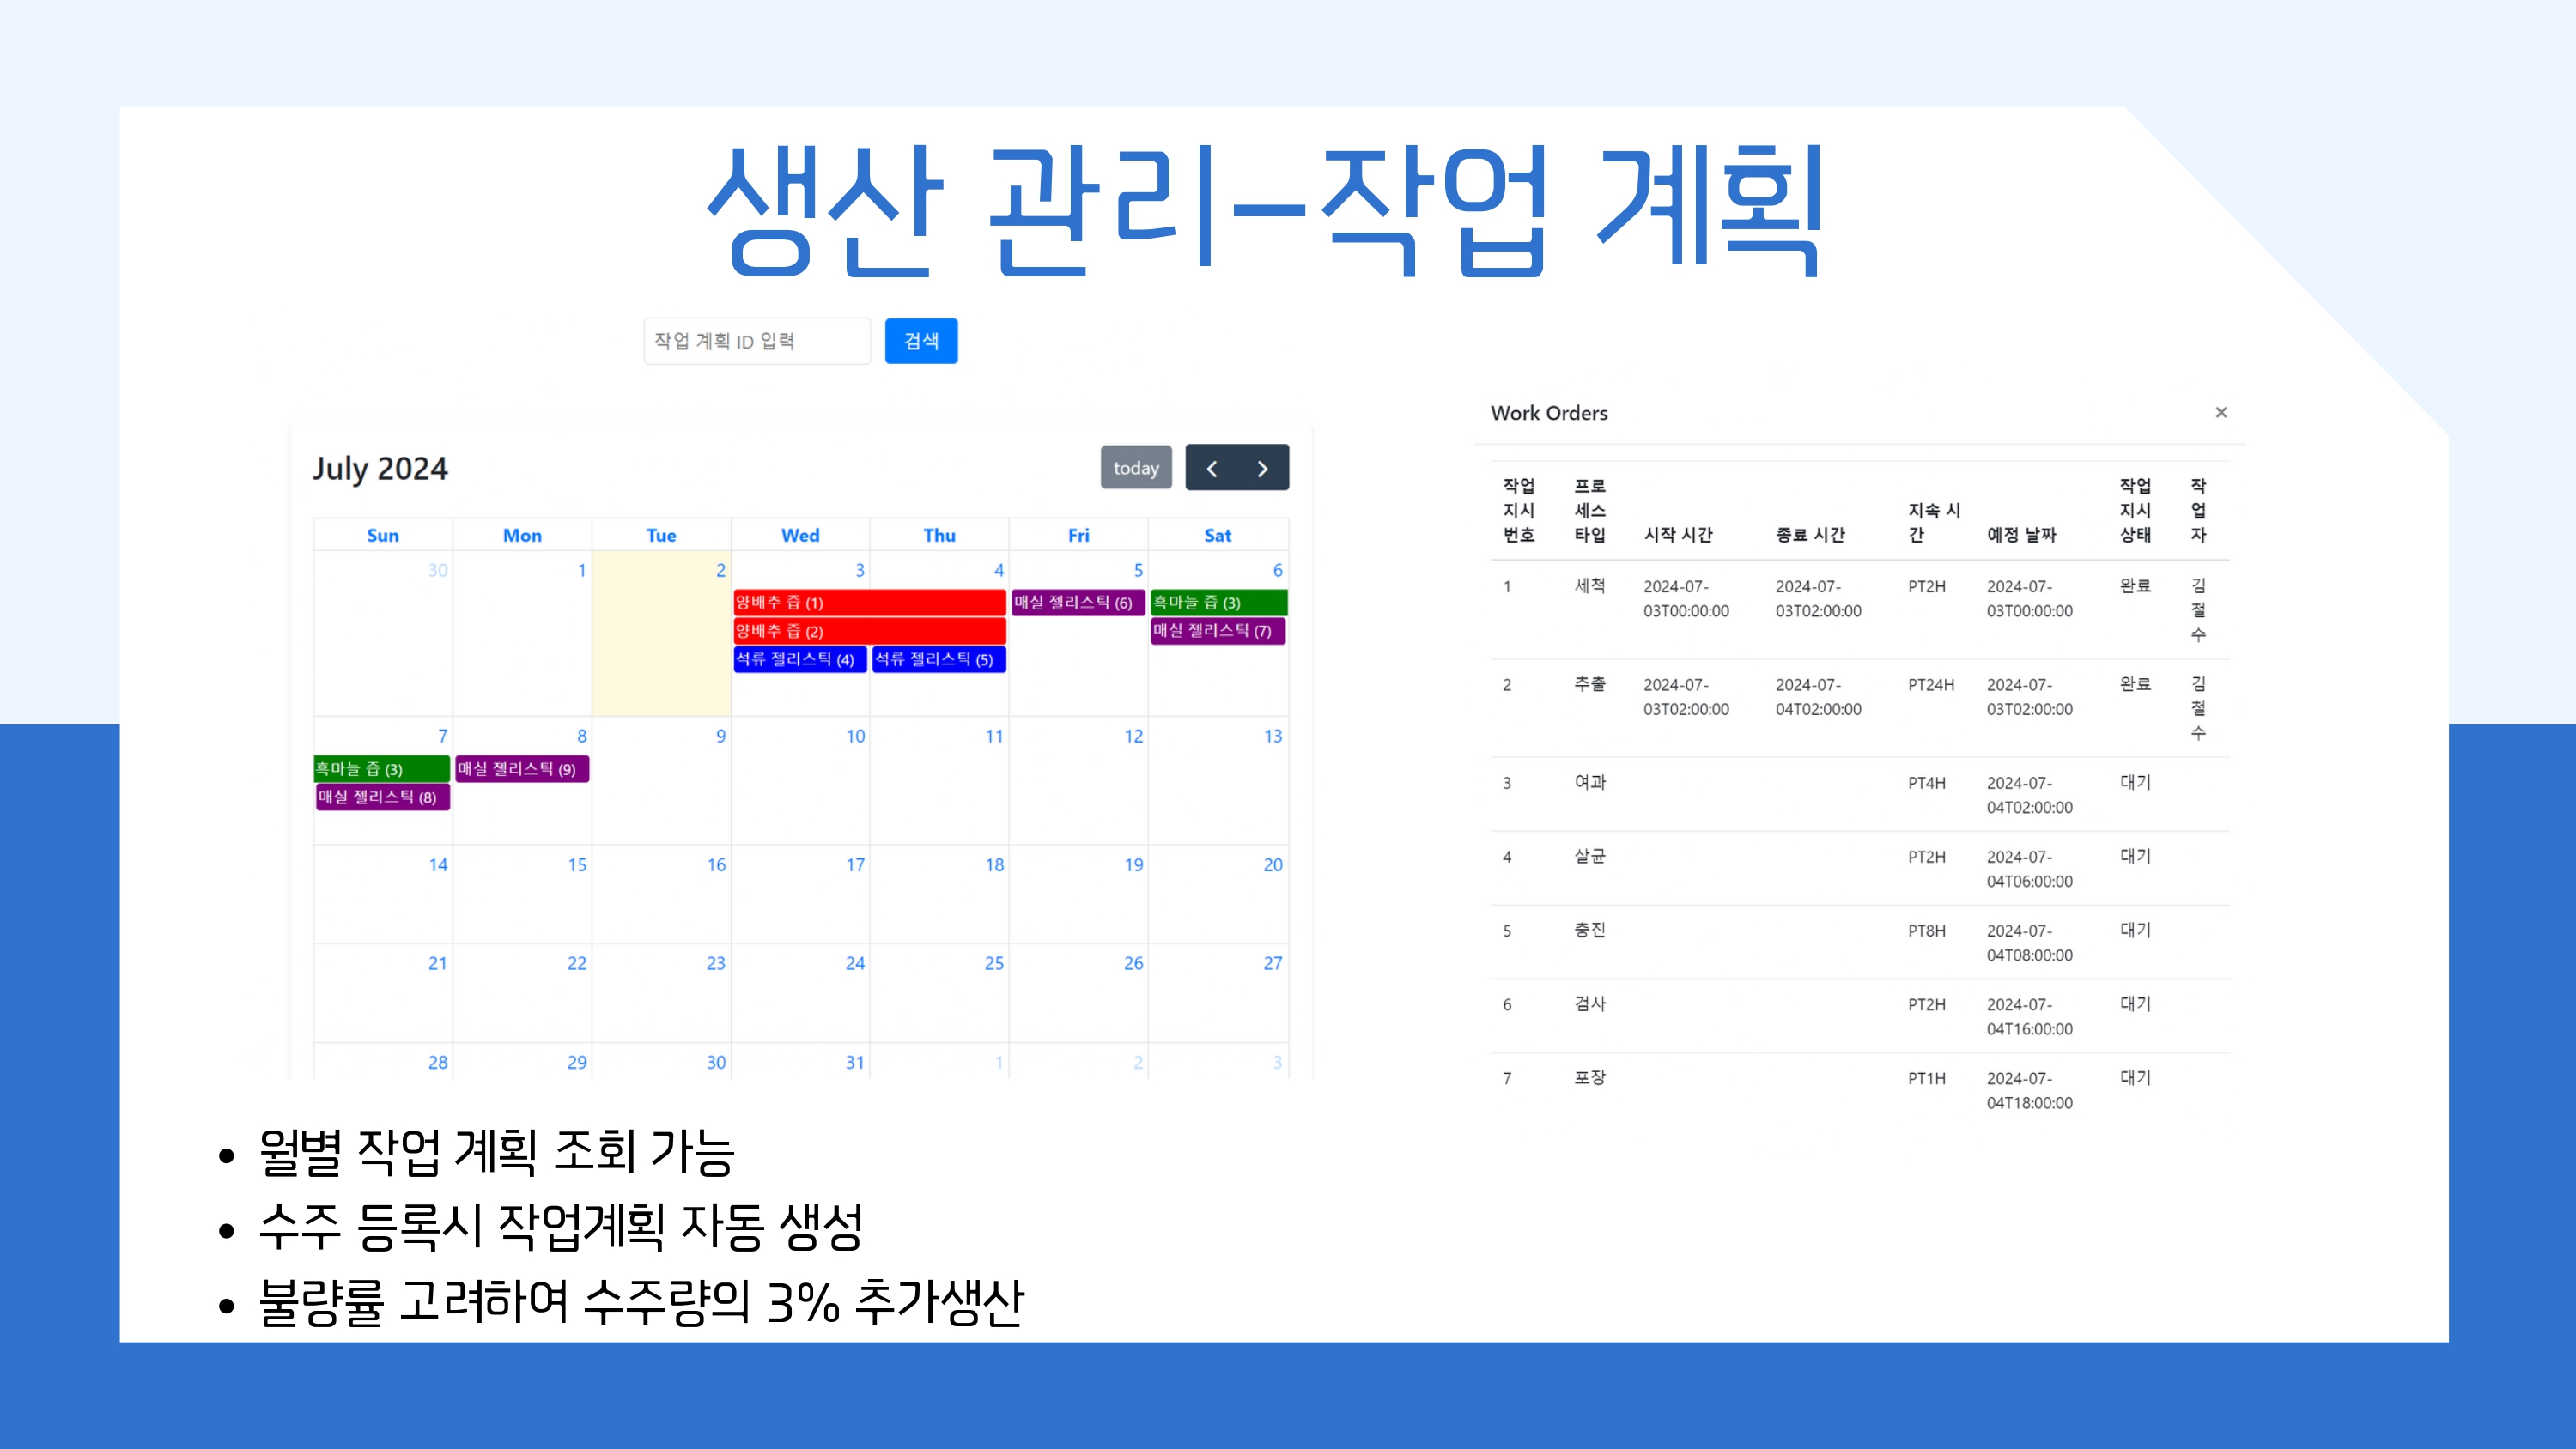 생산 관리-작업 계획
작업 계획 ID 입력 검색
July 2024 today
Sun Mon Tue Wed Thu Fri Sat
30 1 2 3 4 5 6
양배추 즙 (1) 매실 젤리스틱 (6) 흑마늘 즙 (3)
양배추 즙 (2) 매실 젤리스틱 (7)
석류 젤리스틱 (4) 석류 젤리스틱 (5)
7 8 9 10 11 12 13
흑마늘 즙 (3) 매실 젤리스틱 (9)
매실 젤리스틱 (8)
14 15 16 17 18 19 20
21 22 23 24 25 26 27
28 29 30 31 1 2 3
Work Orders ×
작업 프로 작업 작
지시 세스 지속 시 지시 업
번호 타입 시작 시간 종료 시간 간 예정 날짜 상태 자
1 세척 2024-07- 2024-07- PT2H 2024-07- 완료 김
03T00:00:00 03T02:00:00 03T00:00:00 철
수
2 추출 2024-07- 2024-07- PT24H 2024-07- 완료 김
03T02:00:00 04T02:00:00 03T02:00:00 철
수
3 여과 PT4H 2024-07- 대기
04T02:00:00
4 살균 PT2H 2024-07- 대기
04T06:00:00
5 충진 PT8H 2024-07- 대기
04T08:00:00
6 검사 PT2H 2024-07- 대기
04T16:00:00
7 포장 PT1H 2024-07- 대기
04T18:00:00
• 월별 작업 계획 조회 가능
• 수주 등록시 작업계획 자동 생성
• 불량률 고려하여 수주량의 3% 추가생산